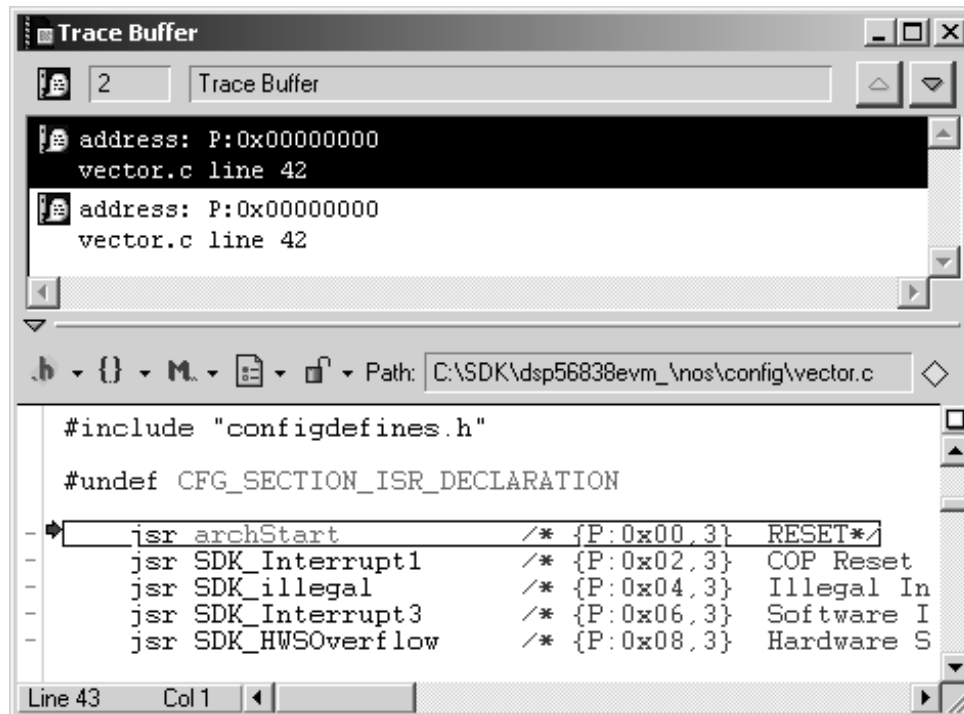 Trace Buffer
2 Trace Buffer
address: P:0x00000000
vector.c line 42
address: P:0x00000000
vector.c line 42
.h {} M. Path: C:\SDK\dsp56838evm_\nos\config\vector.c
#include "configdefines.h"
#undef CFG_SECTION_ISR_DECLARATION
jsr archStart /* {P:0x00,3} RESET*/
jsr SDK_Interrupt1 /* {P:0x02,3} COP Reset
jsr SDK_illegal /* {P:0x04,3} Illegal In
jsr SDK_Interrupt3 /* {P:0x06,3} Software I
jsr SDK_HWSOverflow /* {P:0x08,3} Hardware S
Line 43 Col 1